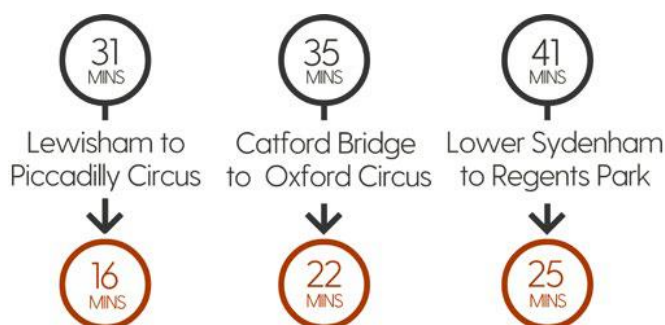 31
MINS
Lewisham to
Piccadilly Circus
16
MINS
35
MINS
Catford Bridge
to Oxford Circus
22
MINS
41
MINS
Lower Sydenham
to Regents Park
25
MINS